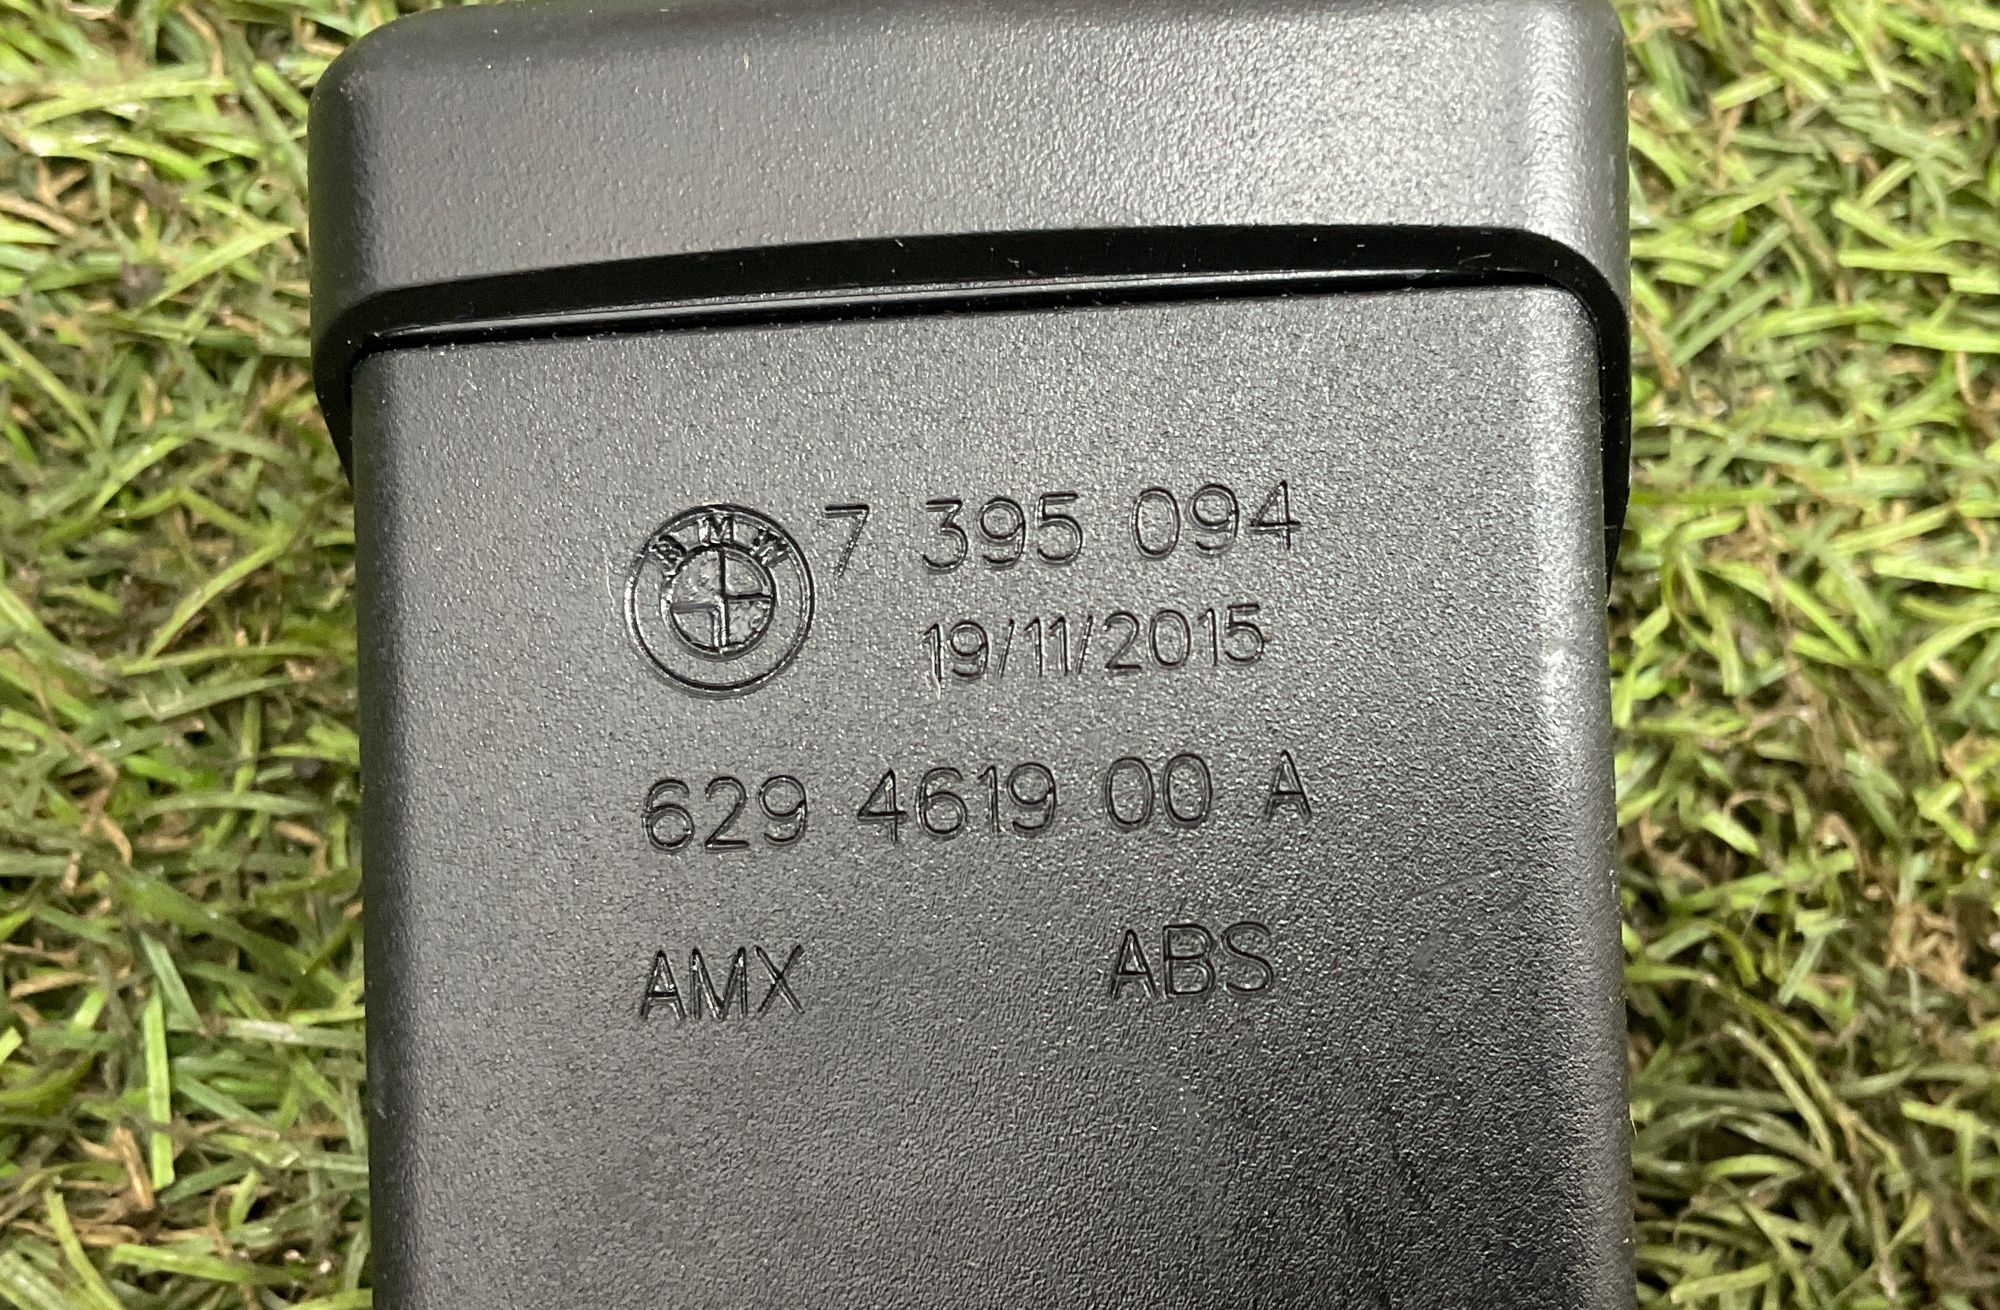 BMW 7 395 094
19/11/2015
629 4619 00 A
AMX ABS